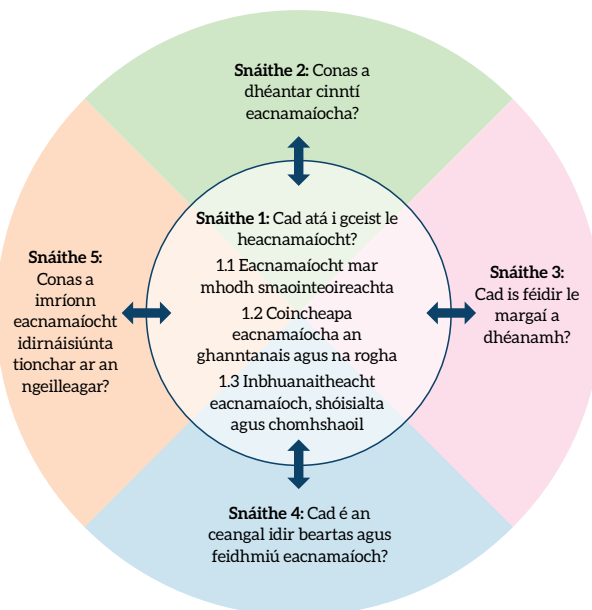 Snáithe 2: Conas a
dhéantar cinntí
eacnamaíocha?
Snáithe 1: Cad atá i gceist le
heacnamaíocht?
1.1 Eacnamaíocht mar
mhodh smaointeoireachta
1.2 Coincheapa
eacnamaíocha an
ghanntanais agus na rogha
1.3 Inbhuanaitheacht
eacnamaíoch, shóisialta
agus chomhshaoil
Snáithe 5:
Conas a
imríonn
eacnamaíocht
idirnáisiúnta
tionchar ar an
ngeilleagar?
Snáithe 3:
Cad is féidir le
margaí a
dhéanamh?
Snáithe 4: Cad é an
ceangal idir beartas agus
feidhmiú eacnamaíoch?